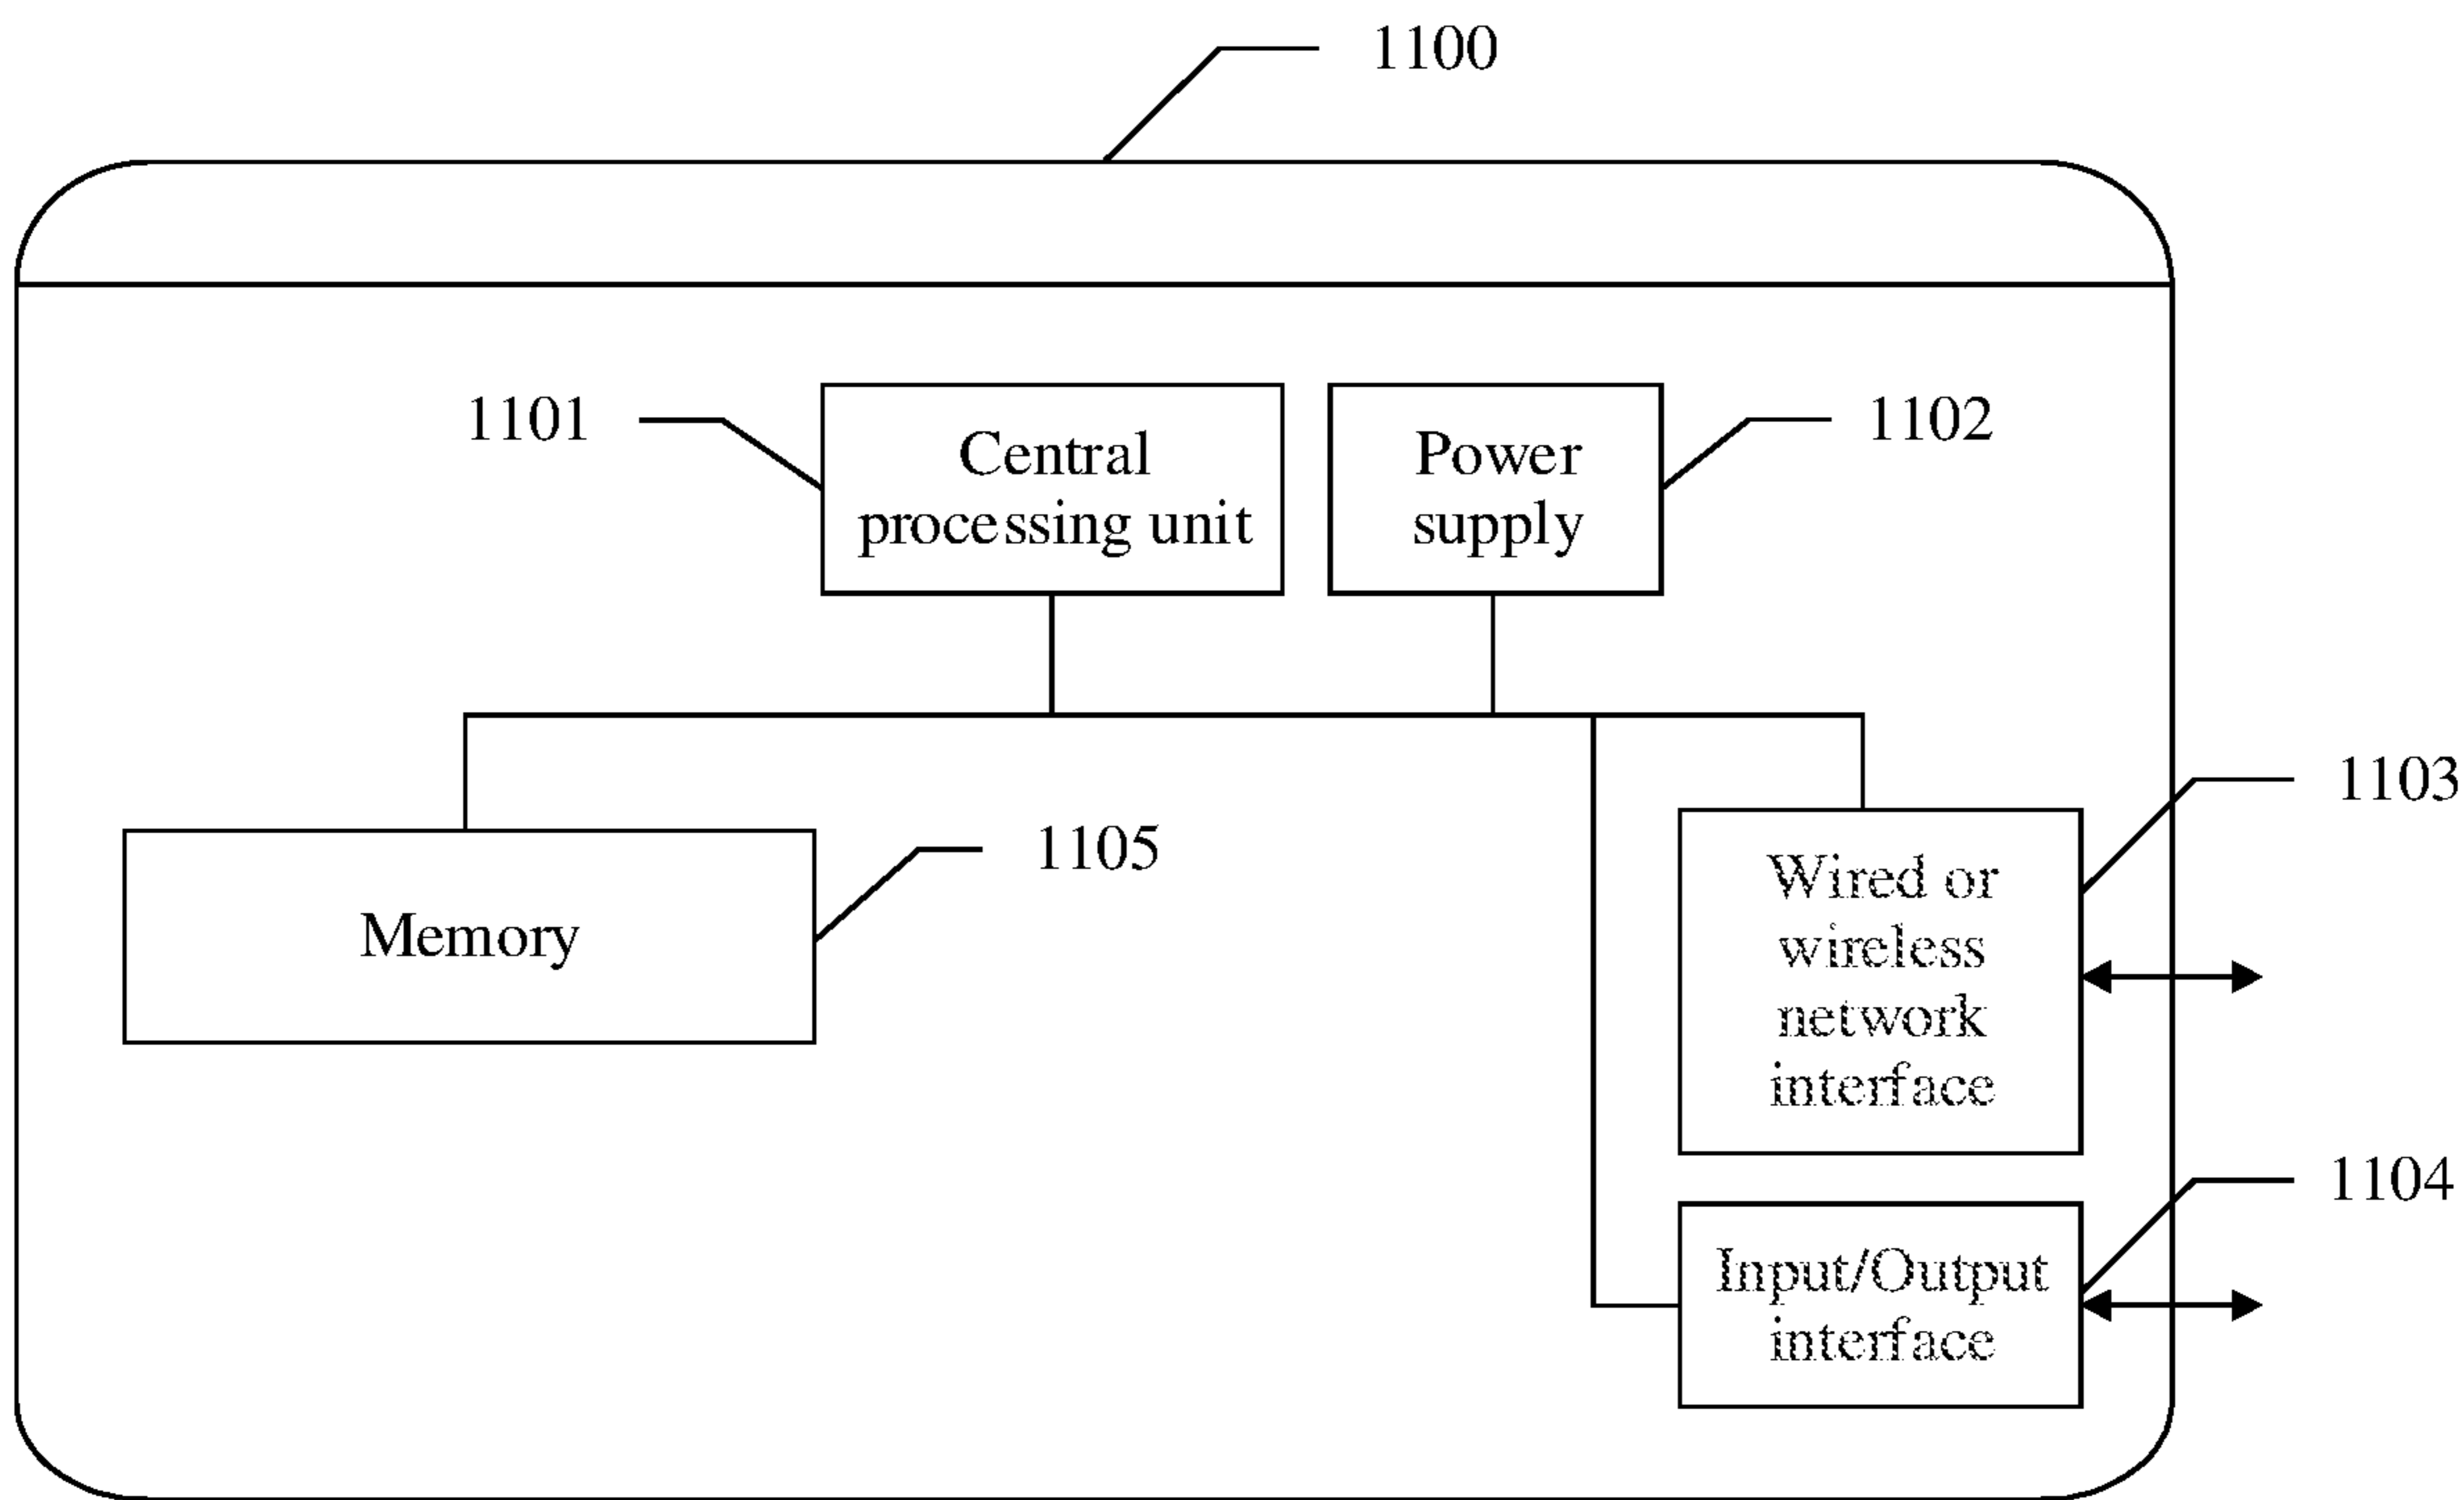 1100
1101
Central
processing unit
Power
supply
1102
1103
1105
Memory
Wired or
wireless
network
interface
1104
Input/Output
interface